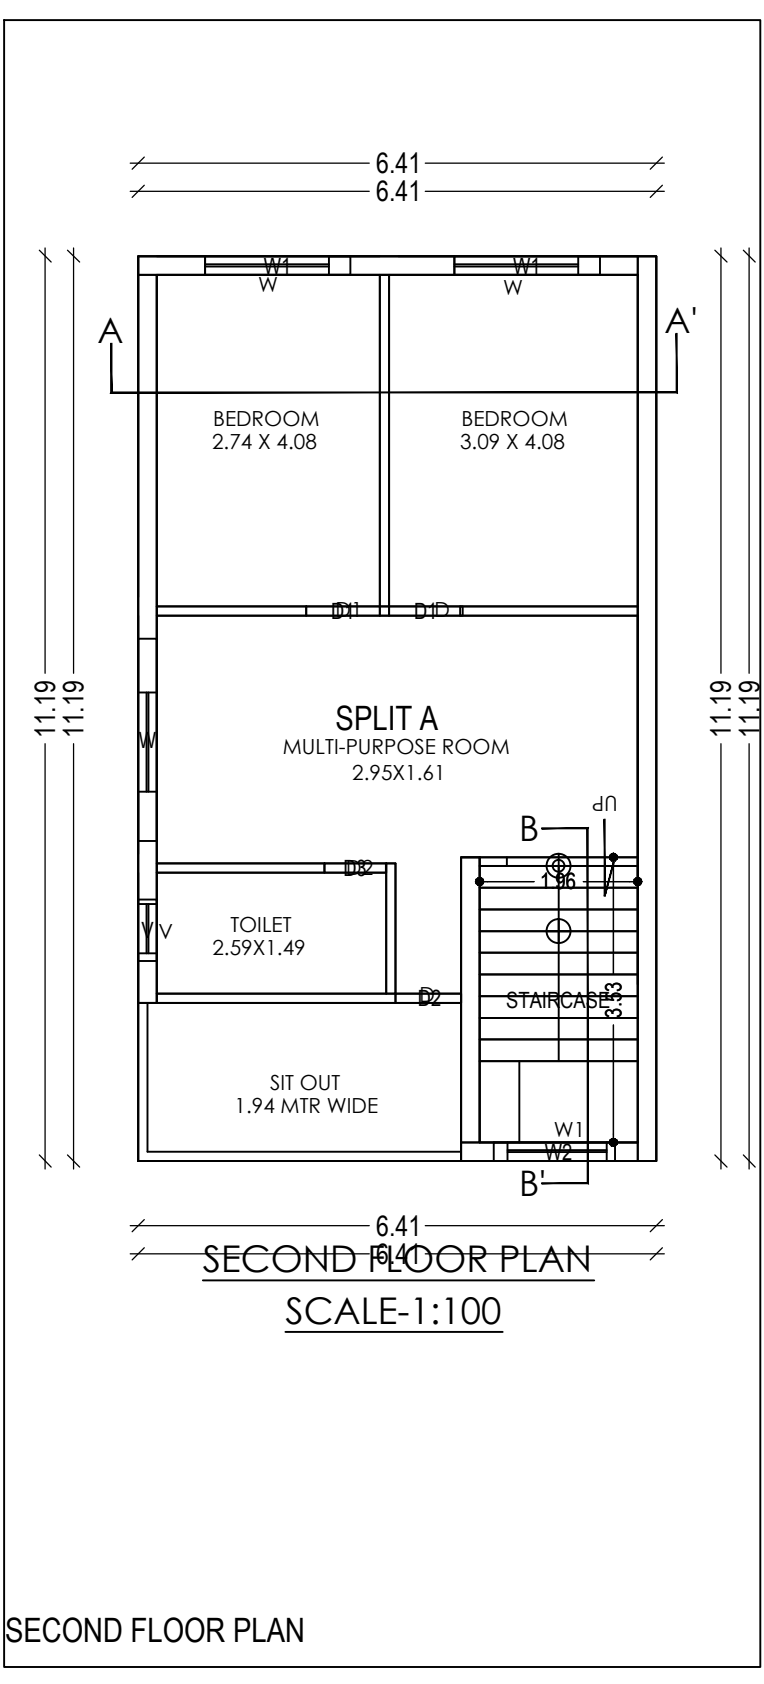 6.41
6.41
W1
W1
W
W
A
A'
BEDROOM
2.74 X 4.08
BEDROOM
3.09 X 4.08
D1
D
D1
D
11.19
11.19
11.19
11.19
SPLIT A
MULTI-PURPOSE ROOM
2.95X1.61
W
UP
B
D2
1.96
V
V
TOILET
2.59X1.49
D2
STAIRCASE
3.53
SIT OUT
1.94 MTR WIDE
W1
W2
B'
6.41
6.41
SECOND FLOOR PLAN
SCALE-1:100
SECOND FLOOR PLAN